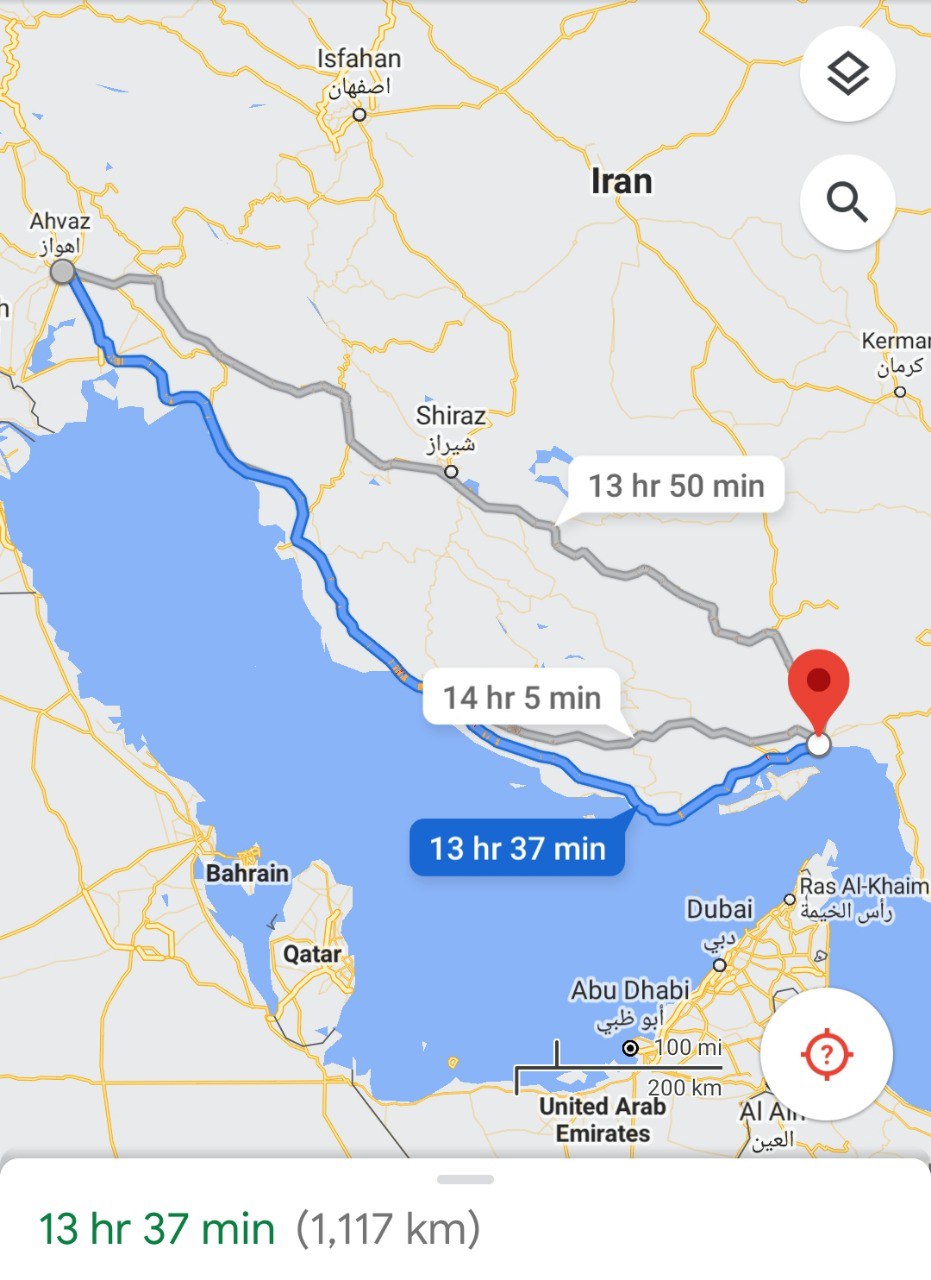 Isfahan
اصفهان
Iran
Ahvaz
اهواز
h
Kermar
کرمان
Shiraz
شیراز
13 hr 50 min
14 hr 5 min
13 hr 37 min
Bahrain
Ras Al-Khaim
رأس الخيمة
Dubai
دبي
Qatar
Abu Dhabi
أبو ظبي
?
100 mi
200 km
United Arab
Emirates
Al Ain
العين
13 hr 37 min (1,117 km)